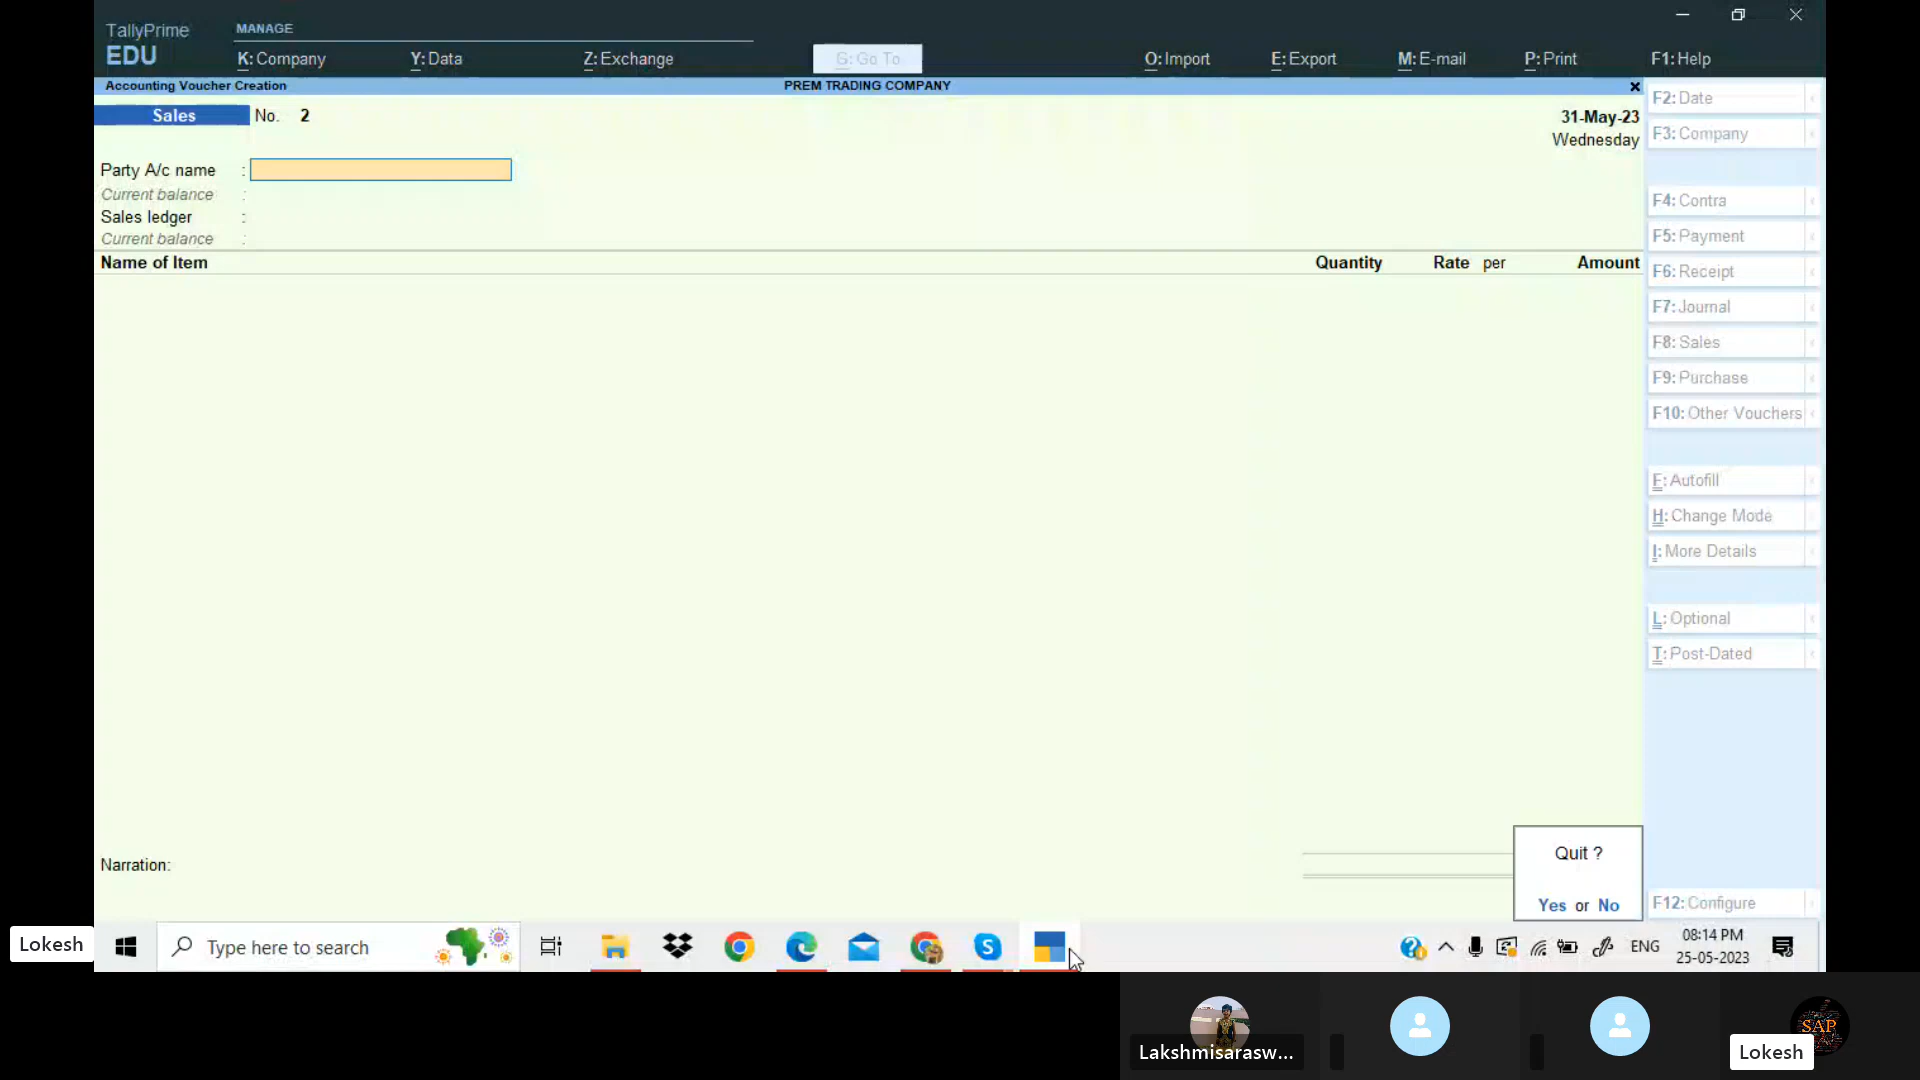 TallyPrime
EDU
MANAGE
K: Company
Y: Data
Z: Exchange
G: Go To
O: Import
E: Export
M: E-mail
P: Print
F1: Help
Accounting Voucher Creation
PREM TRADING COMPANY
Sales
No. 2
31-May-23
Wednesday
Party A/c name :
Current balance :
Sales ledger :
Current balance :
Name of Item
Quantity
Rate per
Amount
F2: Date
F3: Company
F4: Contra
F5: Payment
F6: Receipt
F7: Journal
F8: Sales
F9: Purchase
F10: Other Vouchers
F: Autofill
H: Change Mode
I: More Details
L: Optional
T: Post-Dated
F12: Configure
Narration:
Quit ?
Yes or No
Lokesh
Type here to search
ENG
08:14 PM
25-05-2023
Lakshmisarasw...
SAP
Lokesh